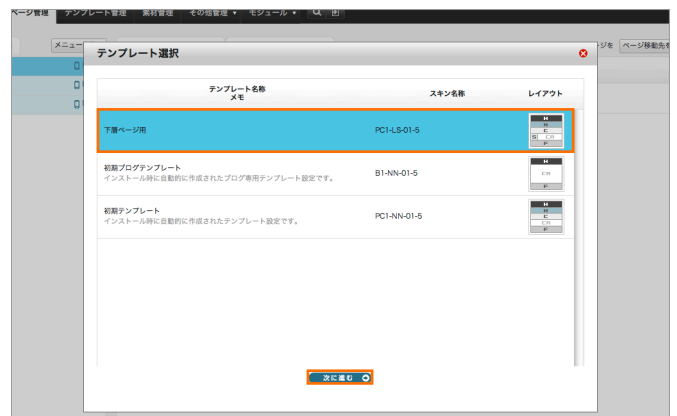 ページ管理 テンプレート管理 素材管理 その他管理 ▼ モジュール ▼
メニュー
ジを ページ移動先を
テンプレート選択
テンプレート名称 スキン名称 レイアウト
メモ
下層ページ用 PC1-LS-01-5
初期ブログテンプレート B1-NN-01-5
インストール時に自動的に作成されたブログ専用テンプレート設定です。
初期テンプレート PC1-NN-01-5
インストール時に自動的に作成されたテンプレート設定です。
次に進む